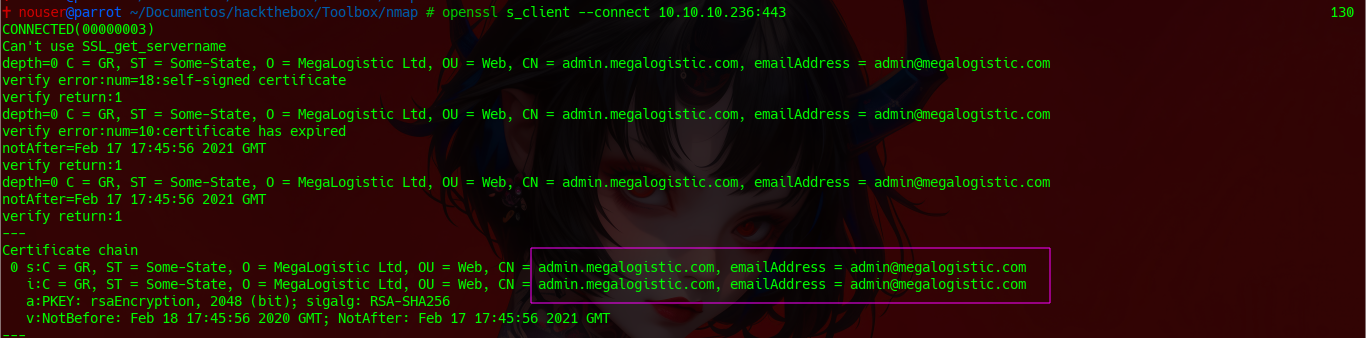 † nouser@parrot ~/Documentos/hackthebox/Toolbox/nmap # openssl s_client --connect 10.10.10.236:443 130
CONNECTED(00000003)
Can't use SSL_get_servername
depth=0 C = GR, ST = Some-State, O = MegaLogistic Ltd, OU = Web, CN = admin.megalogistic.com, emailAddress = admin@megalogistic.com
verify error:num=18:self-signed certificate
verify return:1
depth=0 C = GR, ST = Some-State, O = MegaLogistic Ltd, OU = Web, CN = admin.megalogistic.com, emailAddress = admin@megalogistic.com
verify error:num=10:certificate has expired
notAfter=Feb 17 17:45:56 2021 GMT
verify return:1
depth=0 C = GR, ST = Some-State, O = MegaLogistic Ltd, OU = Web, CN = admin.megalogistic.com, emailAddress = admin@megalogistic.com
notAfter=Feb 17 17:45:56 2021 GMT
verify return:1
---
Certificate chain
 0 s:C = GR, ST = Some-State, O = MegaLogistic Ltd, OU = Web, CN = admin.megalogistic.com, emailAddress = admin@megalogistic.com
   i:C = GR, ST = Some-State, O = MegaLogistic Ltd, OU = Web, CN = admin.megalogistic.com, emailAddress = admin@megalogistic.com
   a:PKEY: rsaEncryption, 2048 (bit); sigalg: RSA-SHA256
   v:NotBefore: Feb 18 17:45:56 2020 GMT; NotAfter: Feb 17 17:45:56 2021 GMT
---